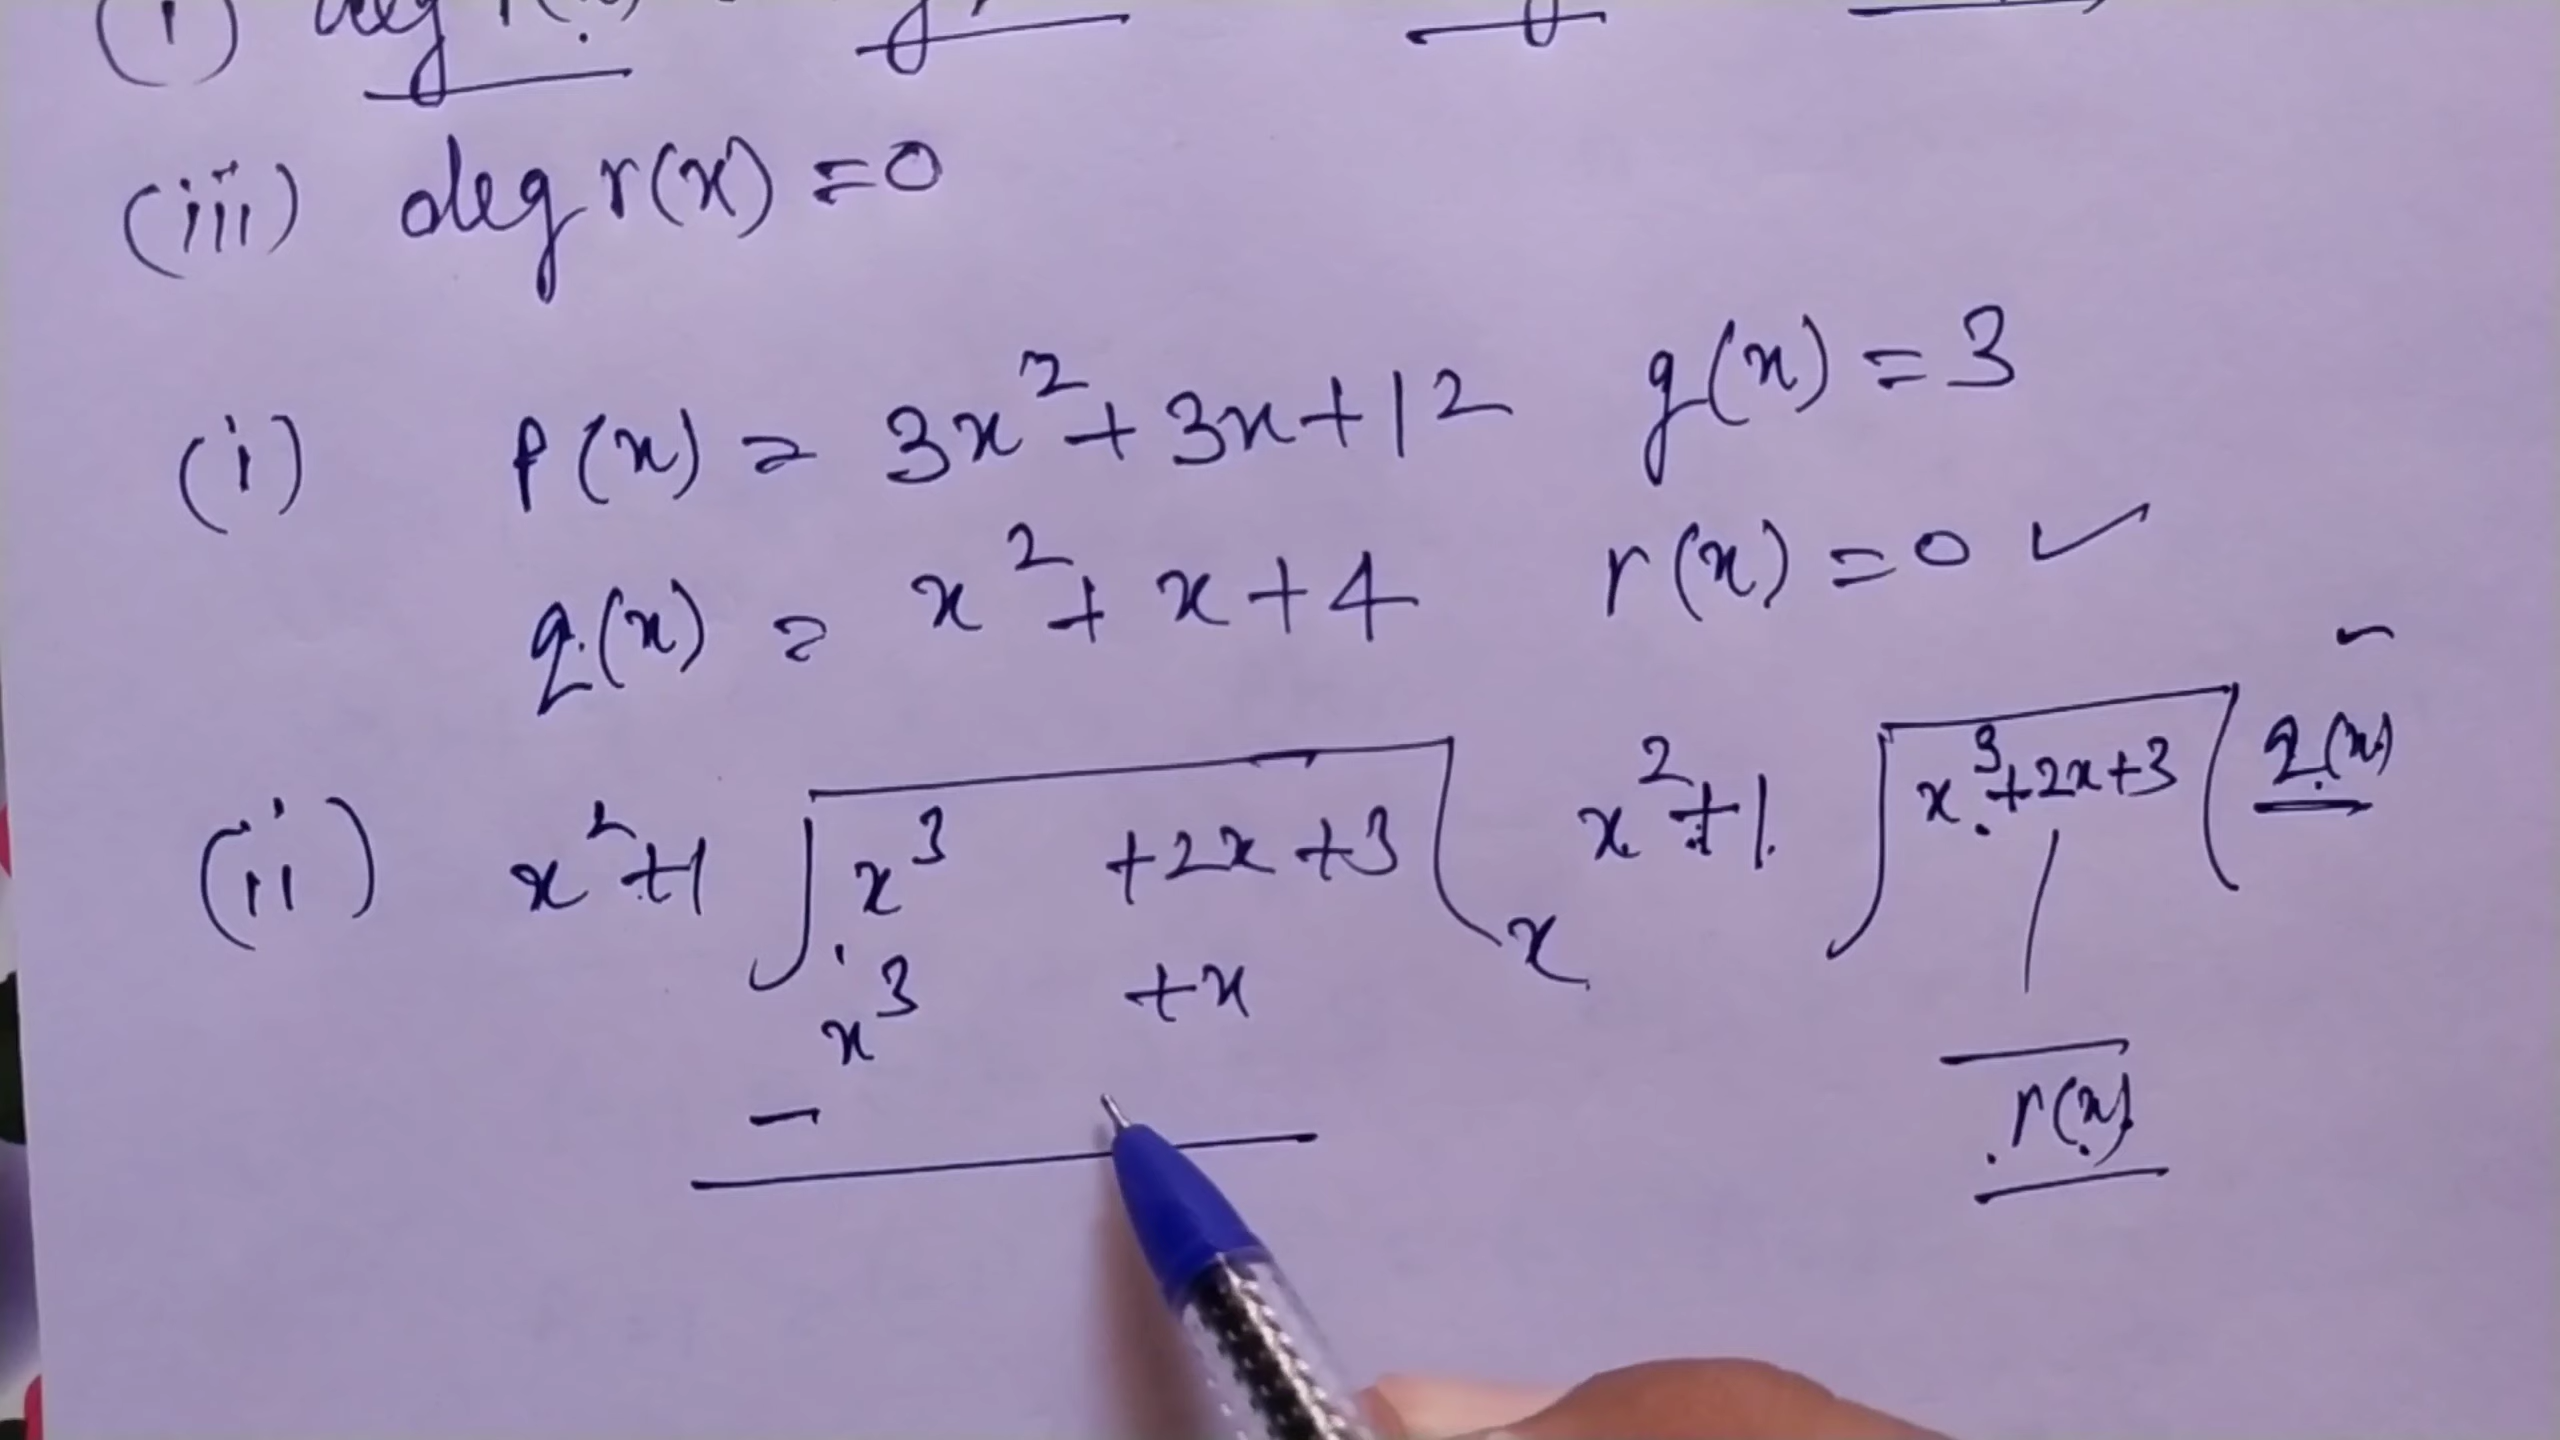 (iii) deg r(x) = 0
(i) P(x) = 3x² + 3x + 12 g(x) = 3
q(x) = x² + x + 4 r(x) = 0 ✓
(ii) x² + 1 x³ + 2x + 3 x
x³ + x
−
x² + 1 x³ + 2x + 3 q(x)
r(x)